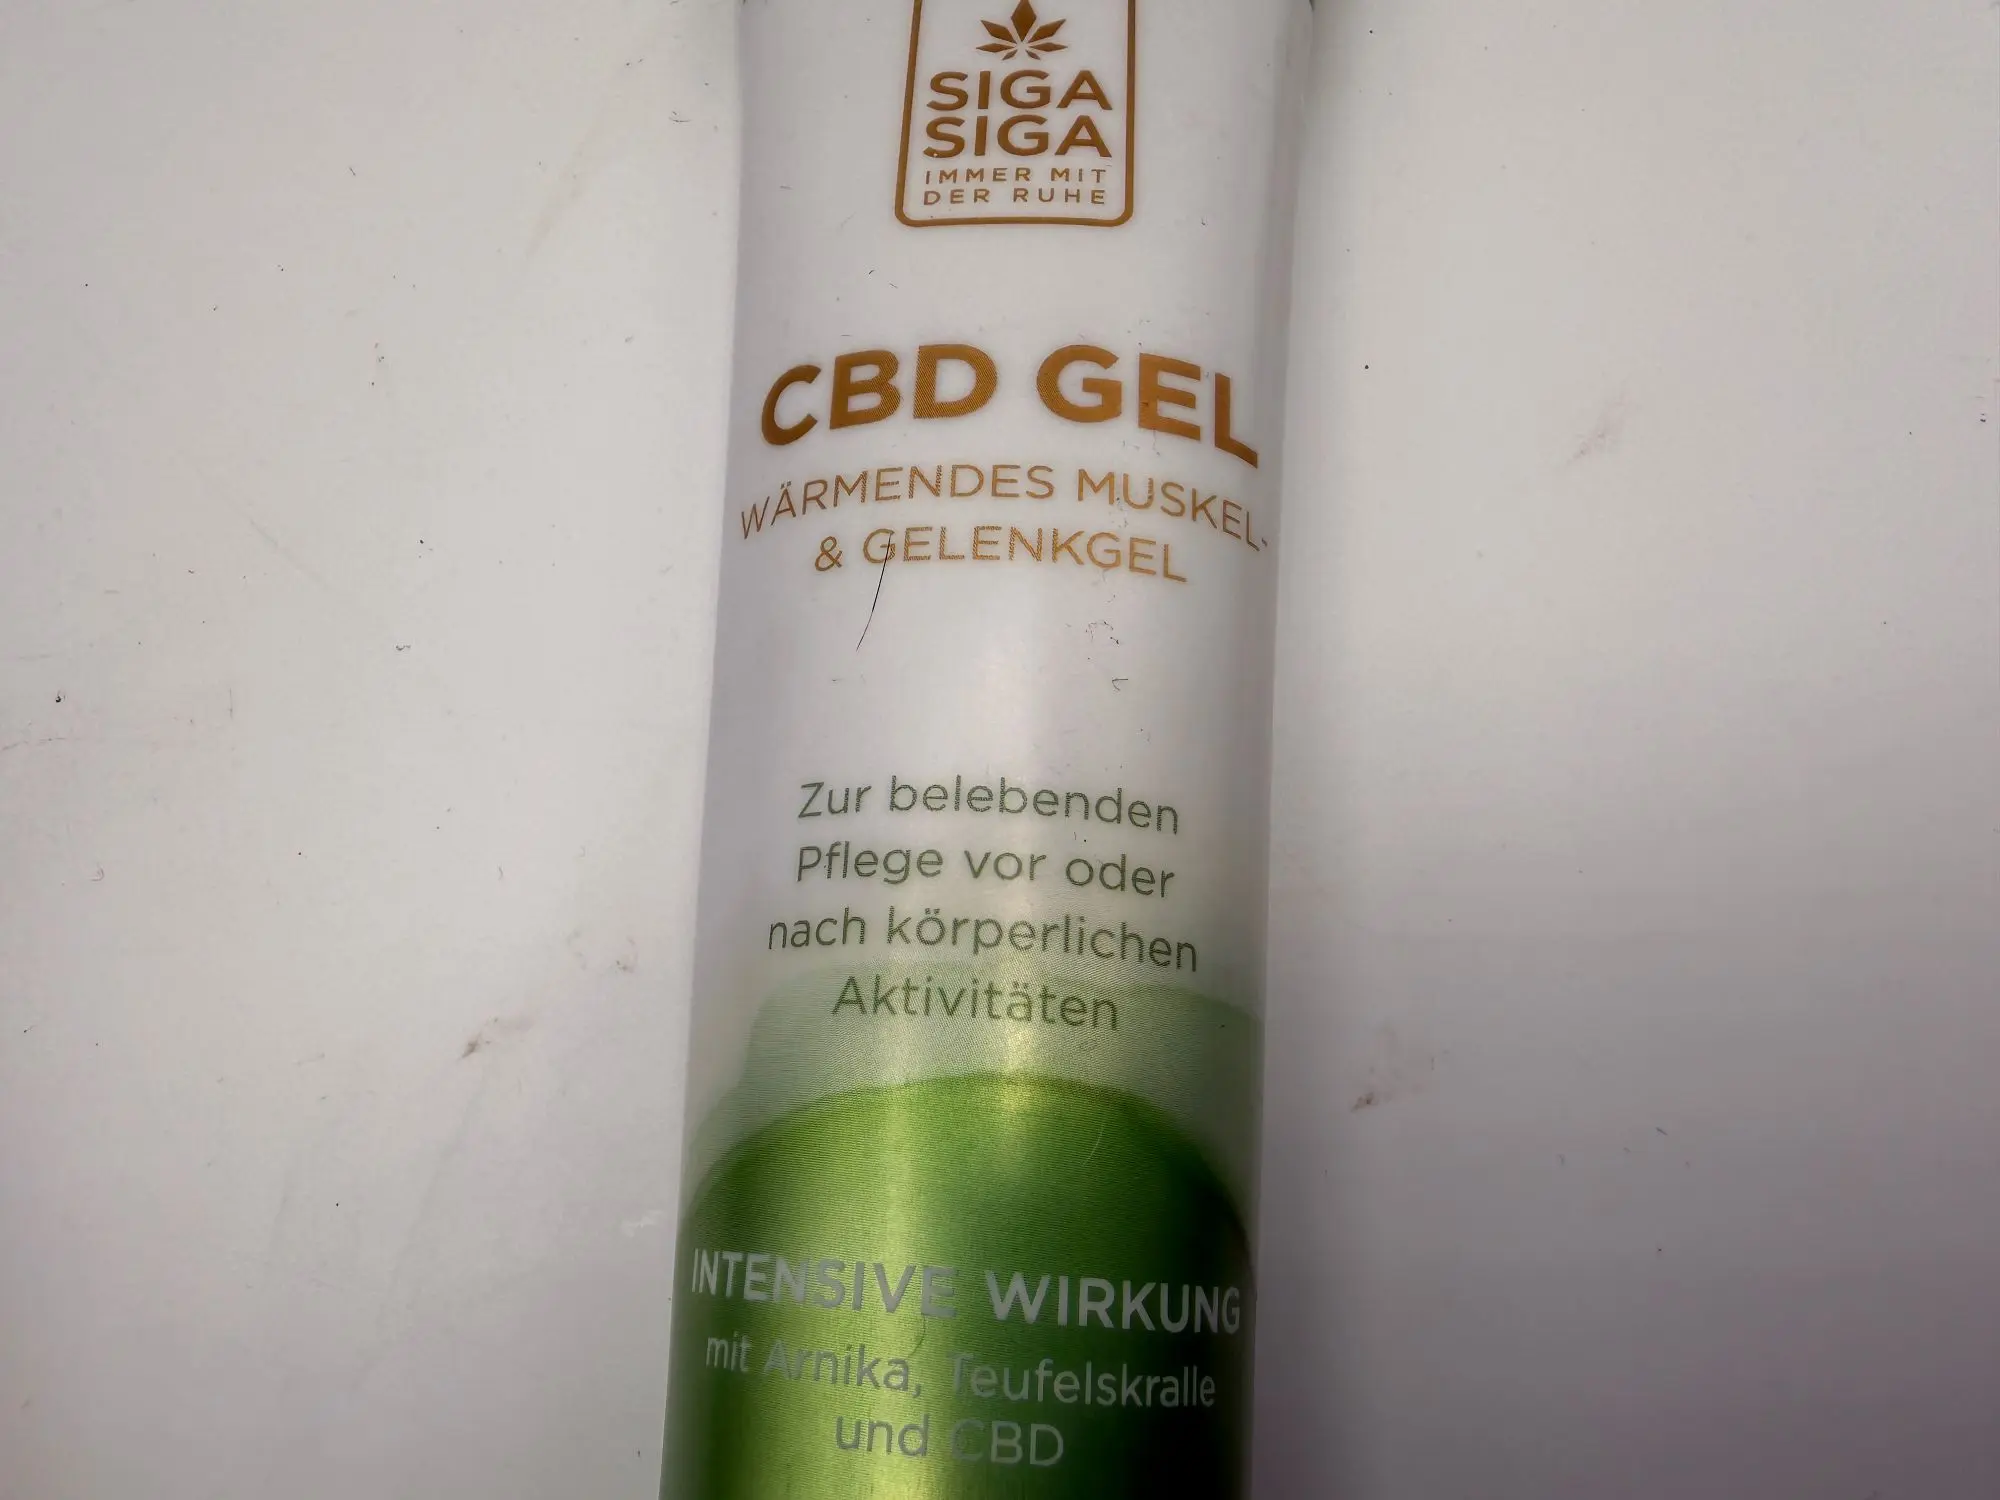 SIGA
SIGA
IMMER MIT
DER RUHE
CBD GEL
WÄRMENDES MUSKEL-
& GELENKGEL
Zur belebenden
Pflege vor oder
nach körperlichen
Aktivitäten
INTENSIVE WIRKUNG
mit Arnika, Teufelskralle
und CBD